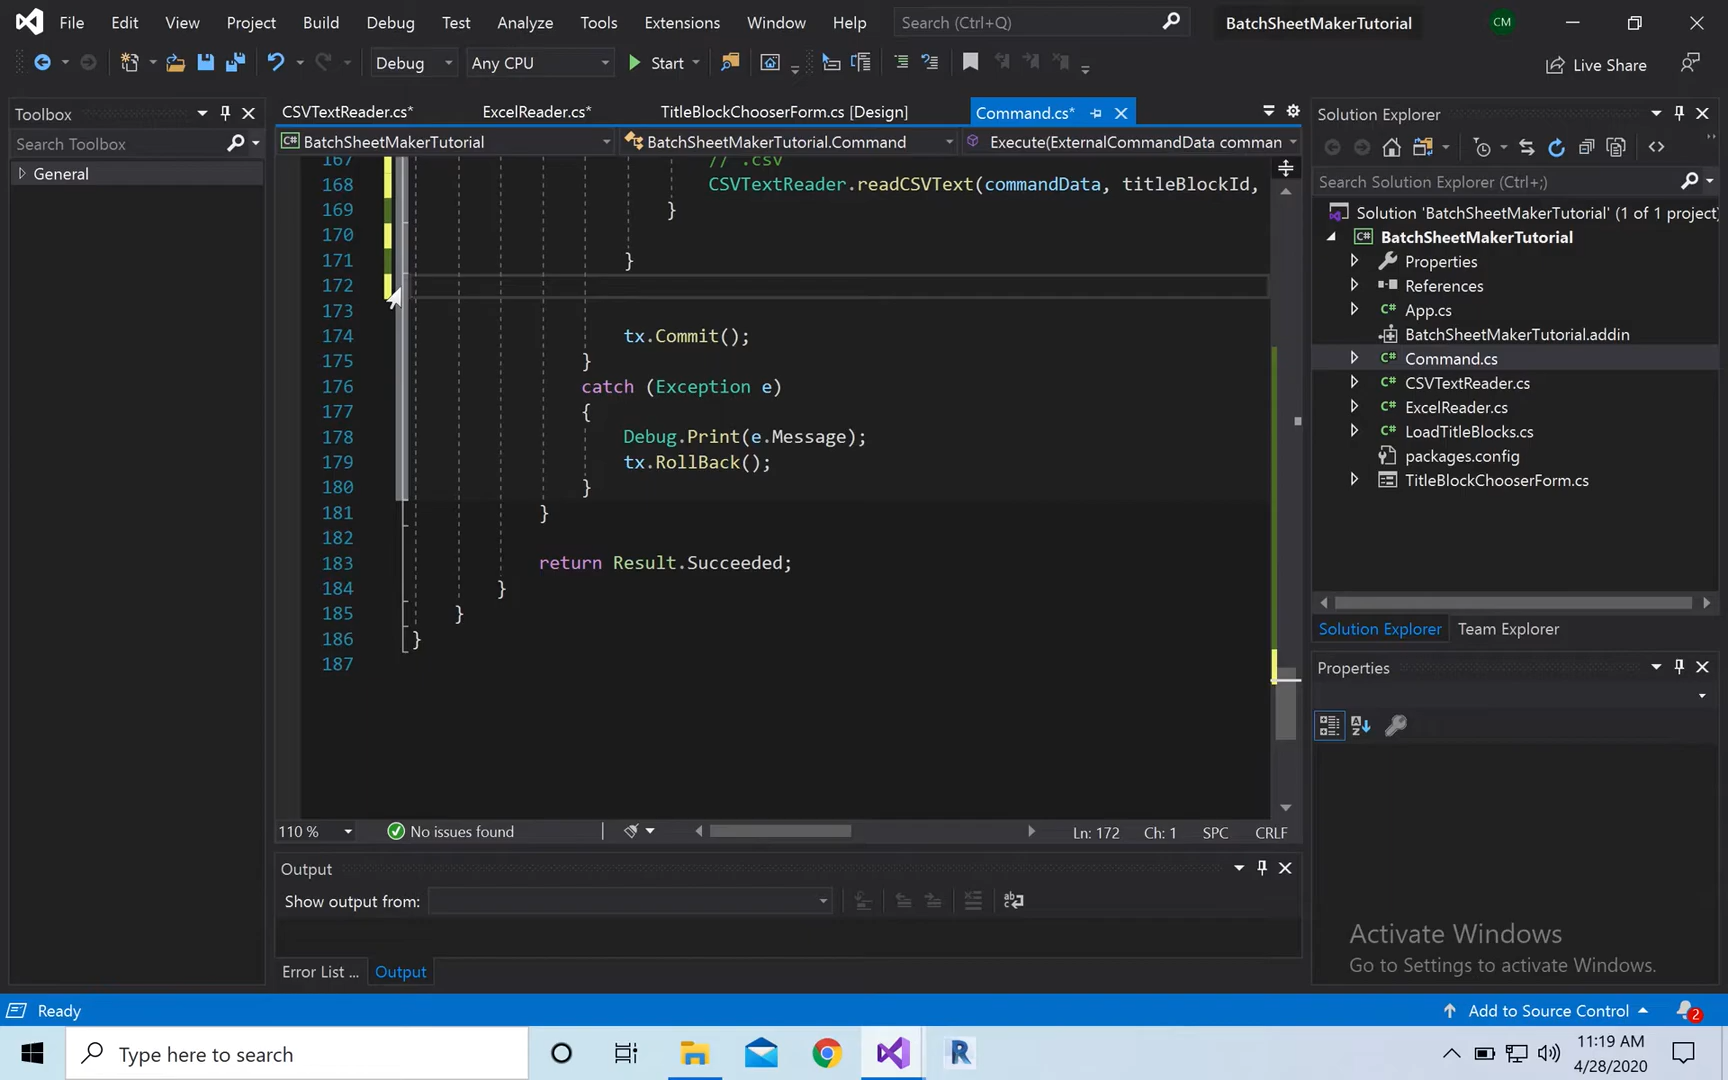 File Edit View Project Build Debug Test Analyze Tools Extensions Window Help Search (Ctrl+Q) BatchSheetMakerTutorial CM
Debug Any CPU Start Live Share
Toolbox
Search Toolbox
General
CSVTextReader.cs* ExcelReader.cs* TitleBlockChooserForm.cs [Design] Command.cs*
BatchSheetMakerTutorial BatchSheetMakerTutorial.Command Execute(ExternalCommandData comman
167 // .csv
168 CSVTextReader.readCSVText(commandData, titleBlockId,
169 }
170
171 }
172
173
174 tx.Commit();
175 }
176 catch (Exception e)
177 {
178 Debug.Print(e.Message);
179 tx.RollBack();
180 }
181 }
182
183 return Result.Succeeded;
184 }
185 }
186 }
187
110 % No issues found Ln: 172 Ch: 1 SPC CRLF
Output
Show output from:
Error List ... Output
Solution Explorer
Search Solution Explorer (Ctrl+;)
Solution 'BatchSheetMakerTutorial' (1 of 1 project)
C# BatchSheetMakerTutorial
Properties
References
C# App.cs
BatchSheetMakerTutorial.addin
C# Command.cs
C# CSVTextReader.cs
C# ExcelReader.cs
C# LoadTitleBlocks.cs
packages.config
TitleBlockChooserForm.cs
Solution Explorer Team Explorer
Properties
Activate Windows
Go to Settings to activate Windows.
Ready Add to Source Control 2
Type here to search R 11:19 AM
4/28/2020